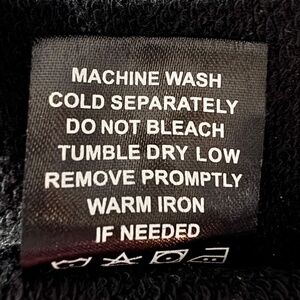 MACHINE WASH
COLD SEPARATELY
DO NOT BLEACH
TUMBLE DRY LOW
REMOVE PROMPTLY
WARM IRON
IF NEEDED